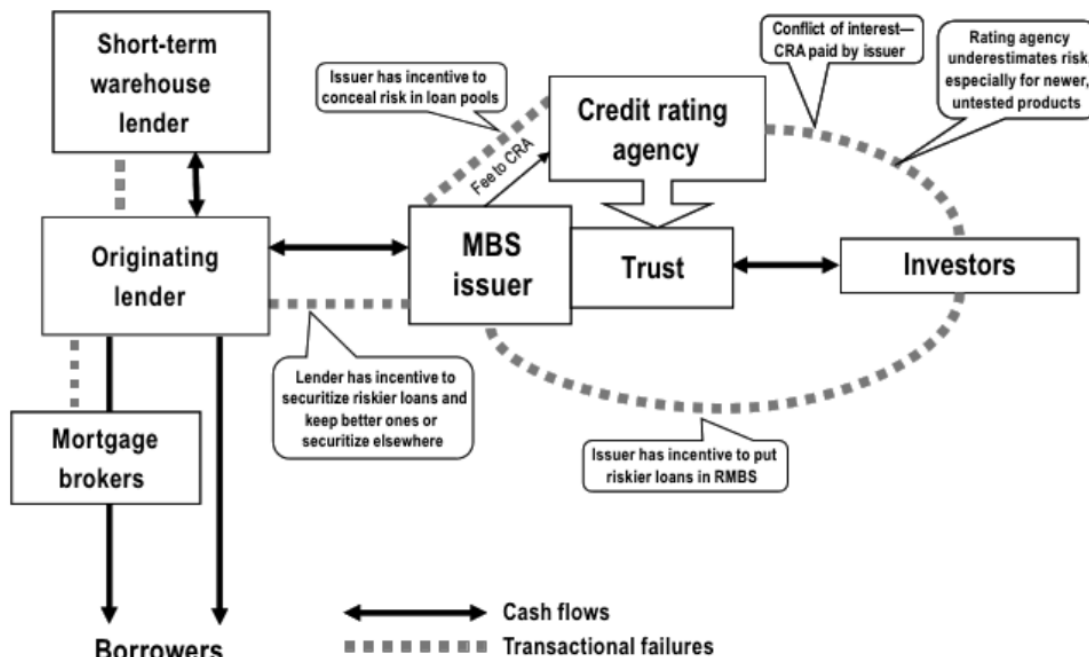 Short-term
warehouse
lender
Issuer has incentive to
conceal risk in loan pools
Conflict of interest—
CRA paid by issuer
Rating agency
underestimates risk,
especially for newer,
untested products
Credit rating
agency
Fee to CRA
Originating
lender
MBS
issuer
Trust
Investors
Lender has incentive to
securitize riskier loans and
keep better ones or
securitize elsewhere
Mortgage
brokers
Issuer has incentive to put
riskier loans in RMBS
Borrowers
Cash flows
Transactional failures